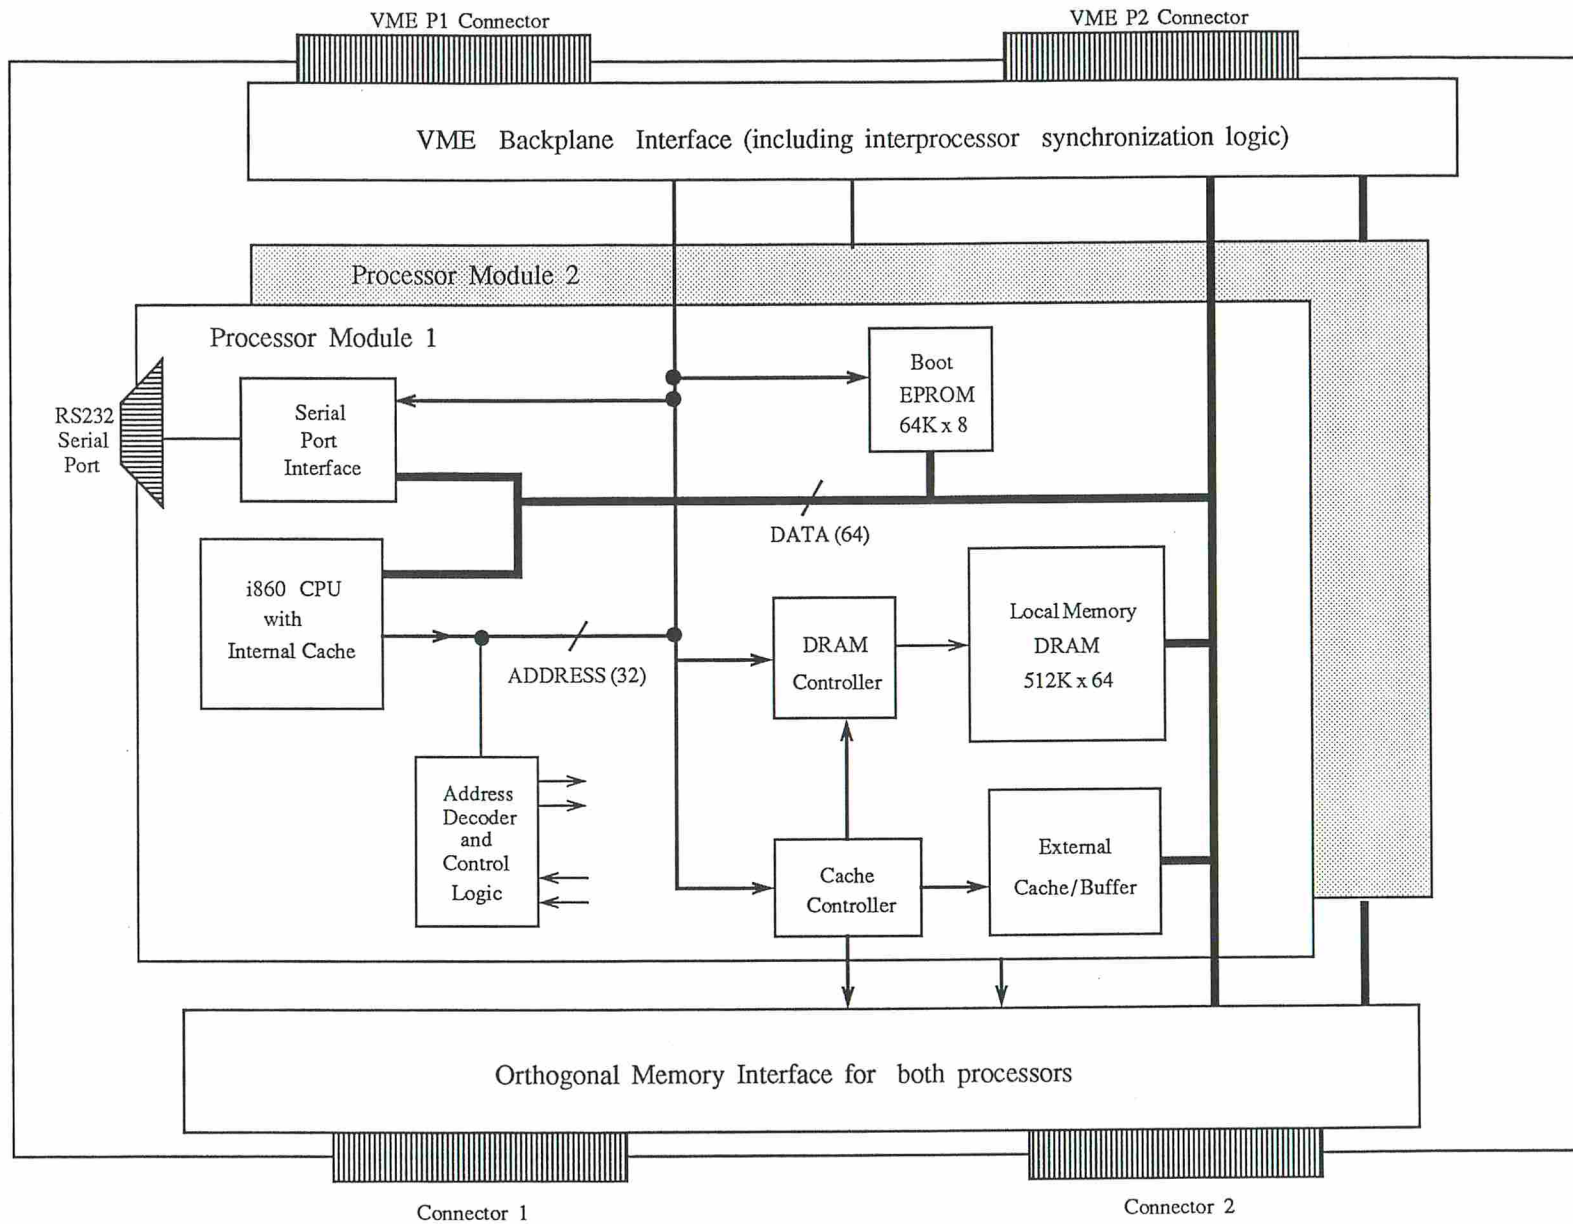 VME P1 Connector
VME P2 Connector
VME Backplane Interface (including interprocessor synchronization logic)
Processor Module 2
Processor Module 1
RS232
Serial
Port
Serial
Port
Interface
Boot
EPROM
64K x 8
DATA (64)
i860 CPU
with
Internal Cache
ADDRESS (32)
DRAM
Controller
Local Memory
DRAM
512K x 64
Address
Decoder
and
Control
Logic
Cache
Controller
External
Cache/Buffer
Orthogonal Memory Interface for both processors
Connector 1
Connector 2